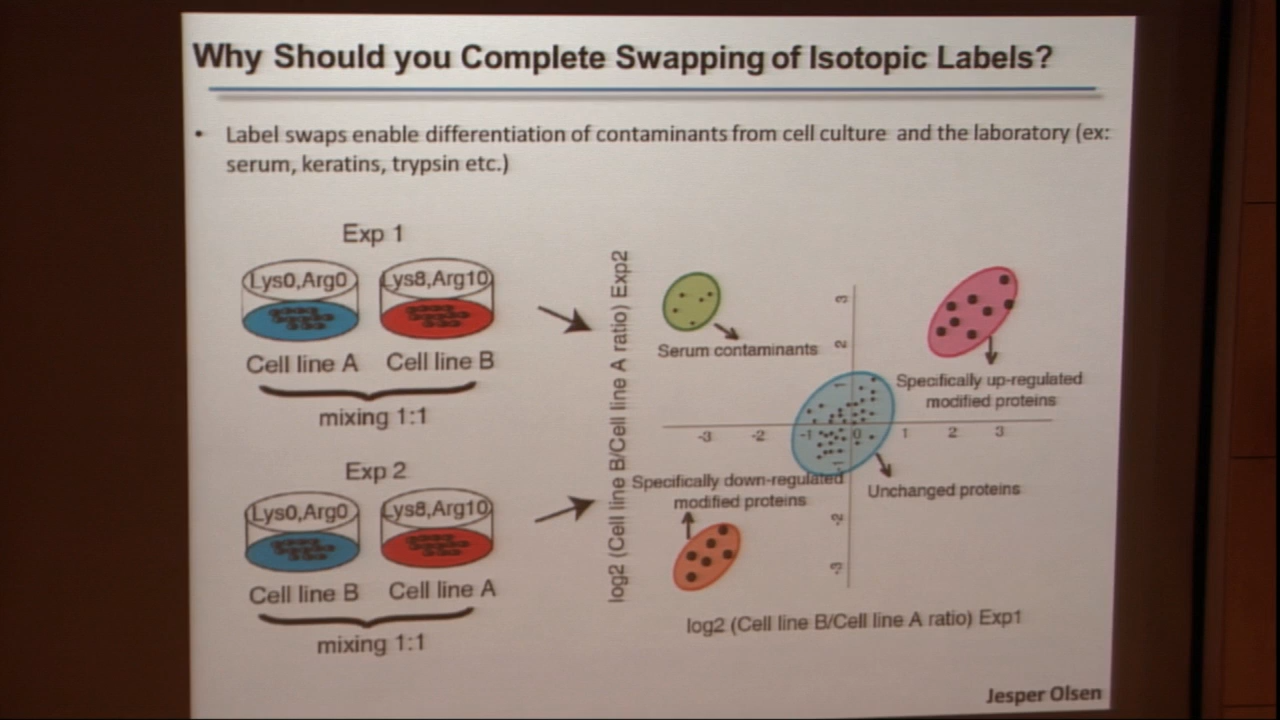 Why Should you Complete Swapping of Isotopic Labels?
• Label swaps enable differentiation of contaminants from cell culture and the laboratory (ex:
serum, keratins, trypsin etc.)
Exp 1
Lys0,Arg0
Lys8,Arg10
Cell line A
Cell line B
mixing 1:1
Exp 2
Lys0,Arg0
Lys8,Arg10
Cell line B
Cell line A
mixing 1:1
log2 (Cell line B/Cell line A ratio) Exp2
Serum contaminants
Specifically up-regulated
modified proteins
3
2
1
-3 -2 -1 0 1 2 3
-1
-2
-3
Specifically down-regulated
modified proteins
Unchanged proteins
log2 (Cell line B/Cell line A ratio) Exp1
Jesper Olsen